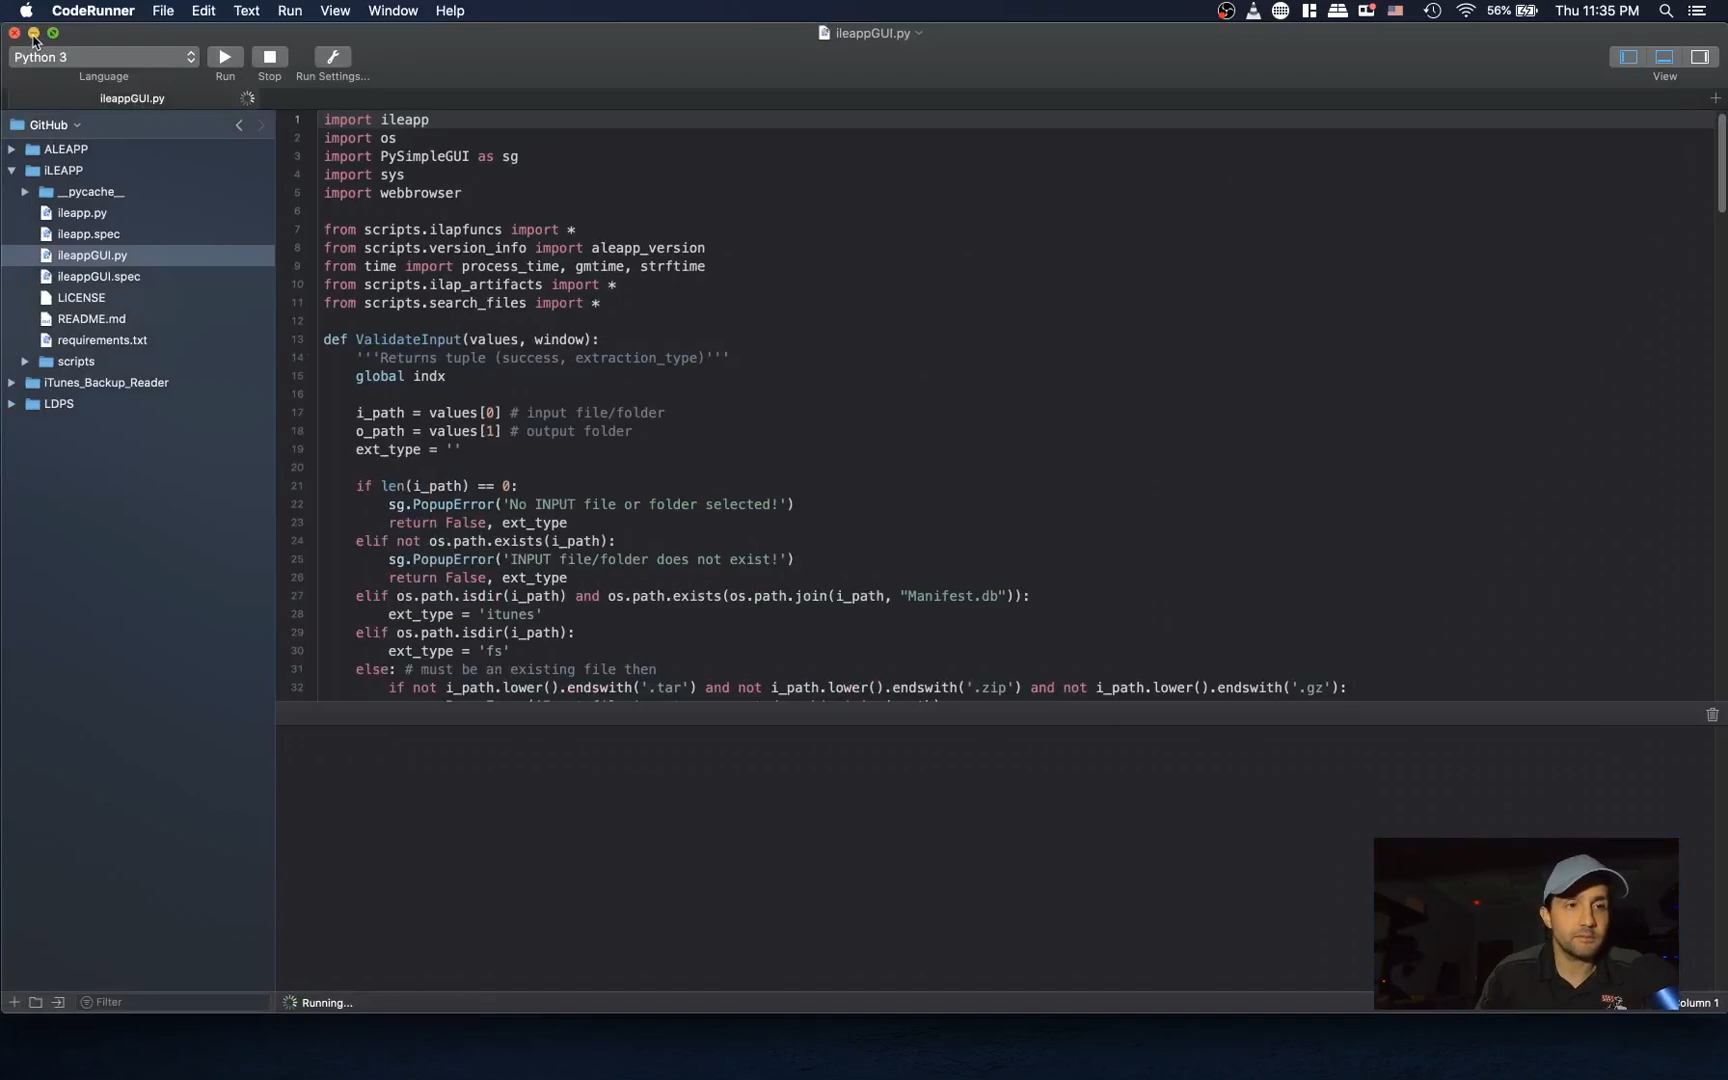 CodeRunner File Edit Text Run View Window Help
56% Thu 11:35 PM
ileappGUI.py
Python 3
Language Run Stop Run Settings... View
ileappGUI.py
GitHub
ALEAPP
iLEAPP
__pycache__
ileapp.py
ileapp.spec
ileappGUI.py
ileappGUI.spec
LICENSE
README.md
requirements.txt
scripts
iTunes_Backup_Reader
LDPS
1 import ileapp
2 import os
3 import PySimpleGUI as sg
4 import sys
5 import webbrowser
6
7 from scripts.ilapfuncs import *
8 from scripts.version_info import aleapp_version
9 from time import process_time, gmtime, strftime
10 from scripts.ilap_artifacts import *
11 from scripts.search_files import *
12
13 def ValidateInput(values, window):
14 '''Returns tuple (success, extraction_type)'''
15 global indx
16
17 i_path = values[0] # input file/folder
18 o_path = values[1] # output folder
19 ext_type = ''
20
21 if len(i_path) == 0:
22 sg.PopupError('No INPUT file or folder selected!')
23 return False, ext_type
24 elif not os.path.exists(i_path):
25 sg.PopupError('INPUT file/folder does not exist!')
26 return False, ext_type
27 elif os.path.isdir(i_path) and os.path.exists(os.path.join(i_path, "Manifest.db")):
28 ext_type = 'itunes'
29 elif os.path.isdir(i_path):
30 ext_type = 'fs'
31 else: # must be an existing file then
32 if not i_path.lower().endswith('.tar') and not i_path.lower().endswith('.zip') and not i_path.lower().endswith('.gz'):
Filter
Running...
olumn 1